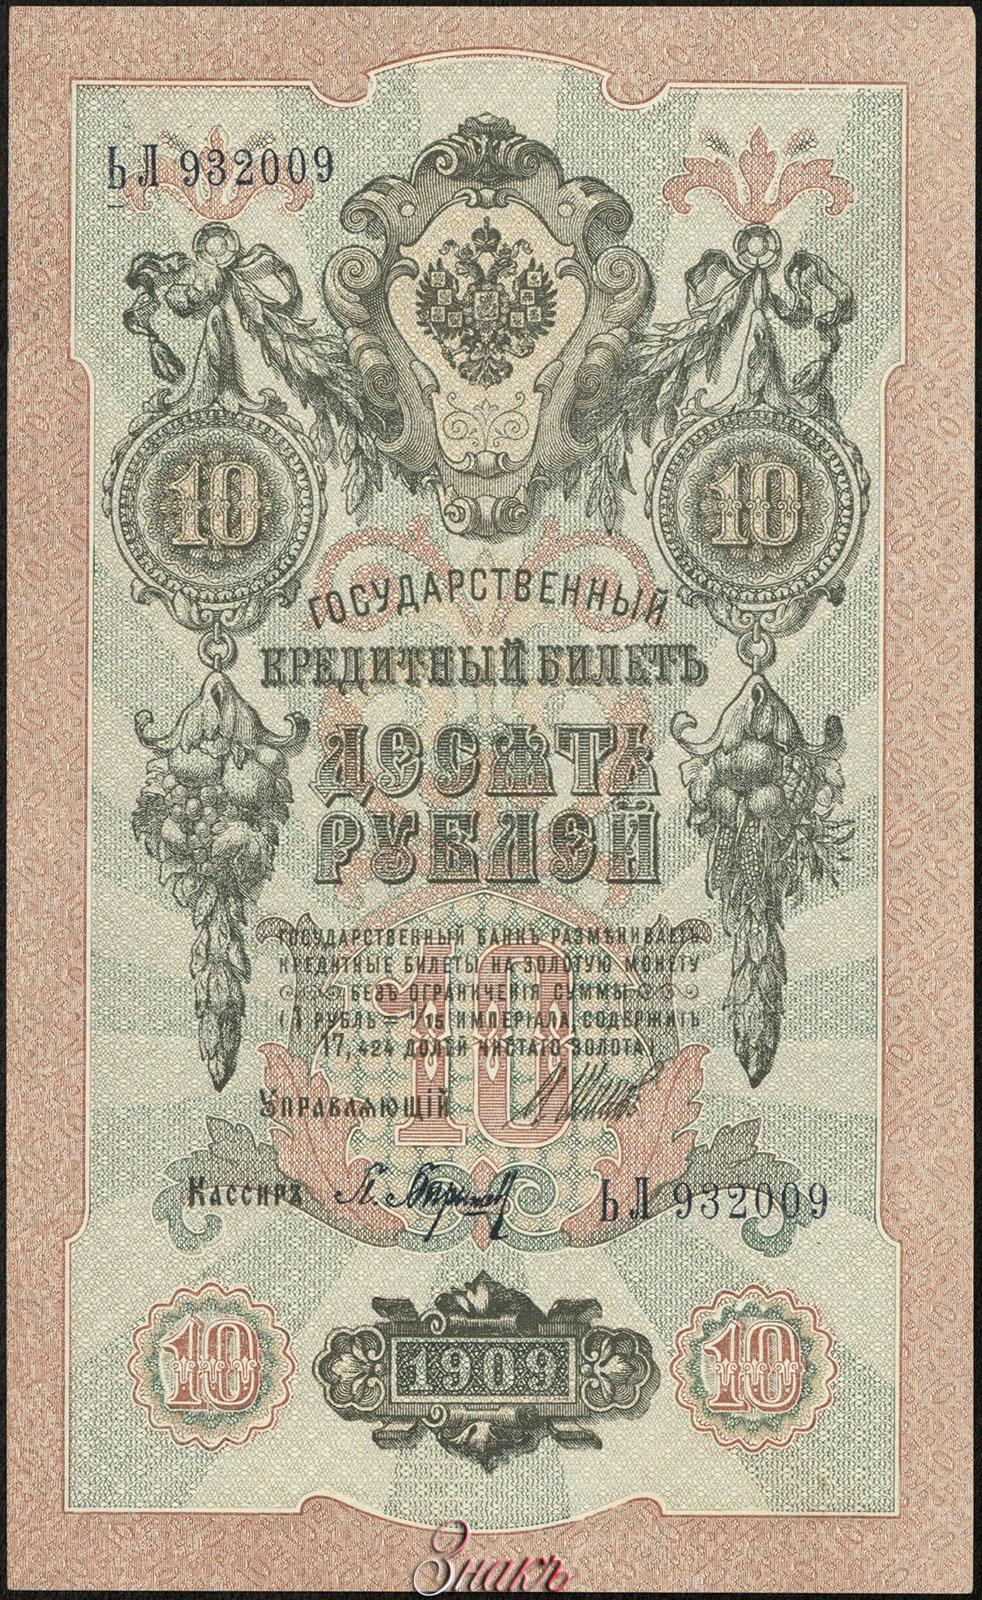 ЬЛ 932009
10 10
ГОСУДАРСТВЕННЫЙ
КРЕДИТНЫЙ БИЛЕТЪ
ДЕСЯТЬ
РУБЛЕЙ
ГОСУДАРСТВЕННЫЙ БАНКЪ РАЗМѢНИВАЕТЪ
КРЕДИТНЫЕ БИЛЕТЫ НА ЗОЛОТУЮ МОНЕТУ
БЕЗЪ ОГРАНИЧЕНІЯ СУММЫ
(1 РУБЛЬ = 1/15 ИМПЕРІАЛА, СОДЕРЖИТЪ
17,424 ДОЛЕЙ ЧИСТАГО ЗОЛОТА)
10
УПРАВЛЯЮЩІЙ
КАССИРЪ
ЬЛ 932009
10 1909 10
Знакъ